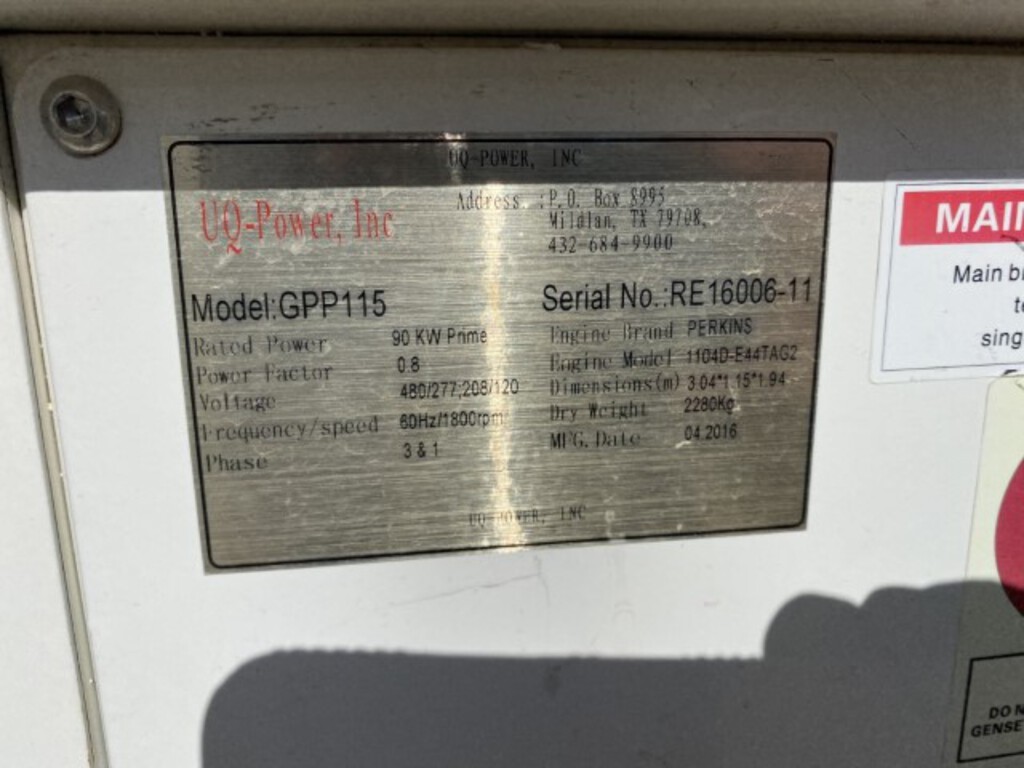 UQ-POWER, INC
UQ-Power, Inc
Address. :P.O. Box 8995
Mildlan, TX 79708,
432-684-9900
Model:GPP115
Serial No.:RE16006-11
Rated Power 90 KW Prime
Power Factor 0.8
Voltage 480/277,208/120
Frequency/speed 60Hz/1800rpm
Phase 3 & 1
Engine Brand PERKINS
Engine Model 1104D-E44TAG2
Dimensions(m) 3.04*1.15*1.94
Dry Weight 2280Kg
MFG. Date 04.2016
UQ-POWER, INC
MAIN
Main b
to
sing
DO N
GENSE